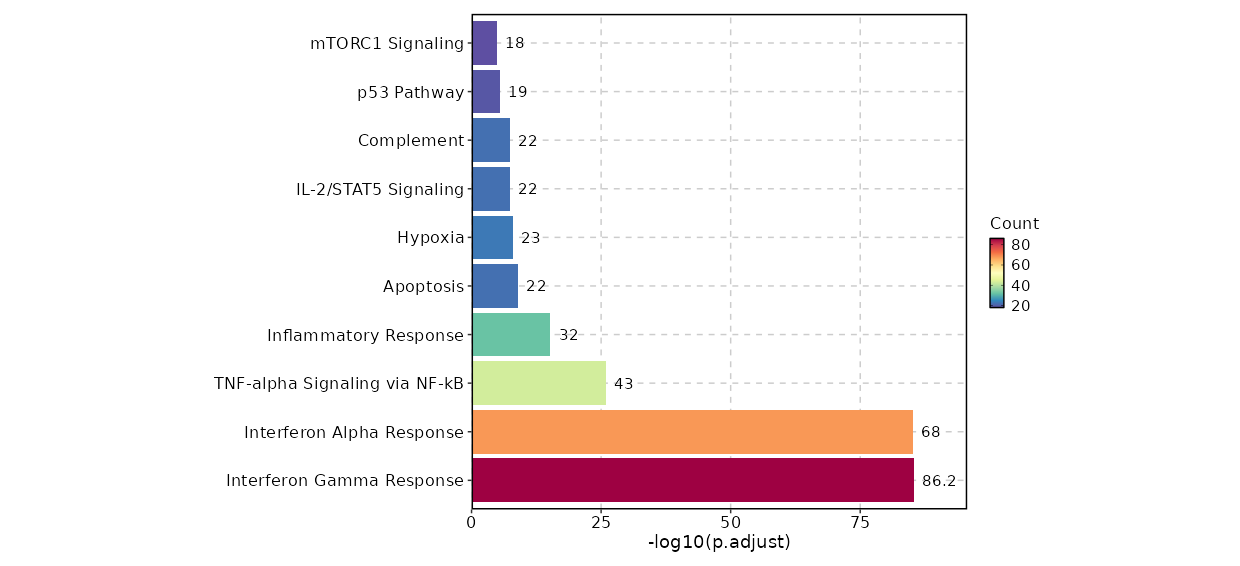 mTORC1 Signaling 18
p53 Pathway 19
Complement 22
IL-2/STAT5 Signaling 22
Hypoxia 23
Apoptosis 22
Inflammatory Response 32
TNF-alpha Signaling via NF-kB 43
Interferon Alpha Response 68
Interferon Gamma Response 86.2
0 25 50 75
-log10(p.adjust)
Count
80
60
40
20